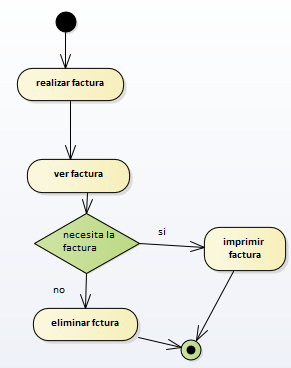 realizar factura
ver factura
necesita la
factura
si
imprimir
factura
no
eliminar fctura